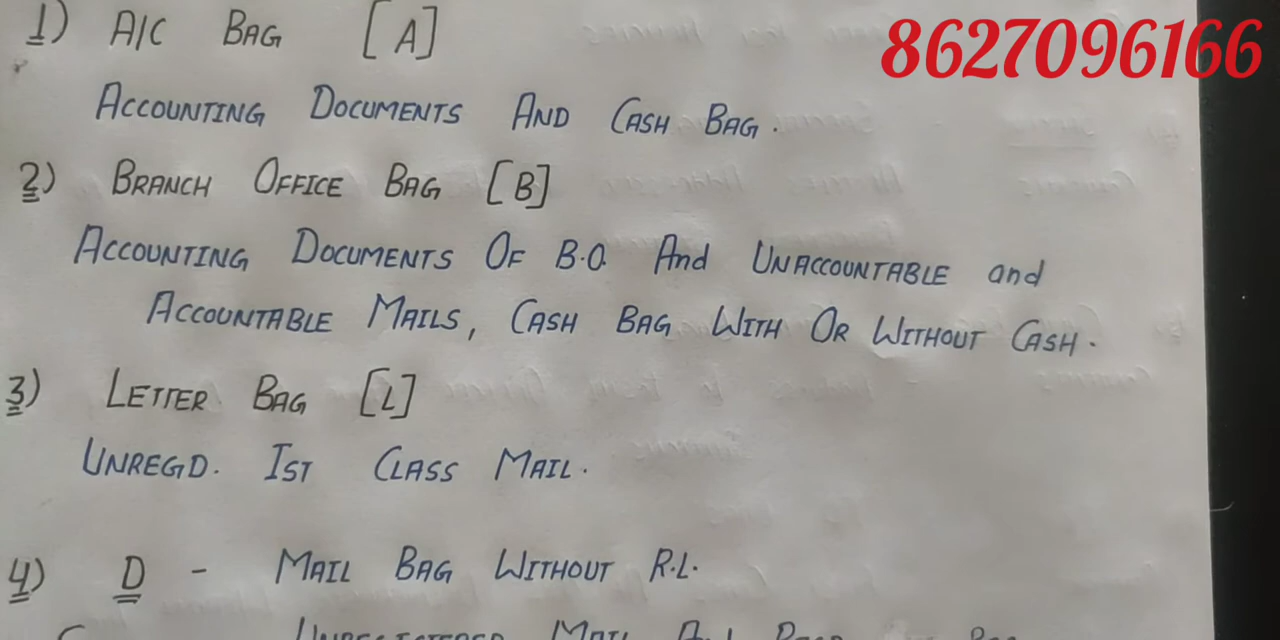 1) A/C BAG [A]
8627096166
ACCOUNTING DOCUMENTS AND CASH BAG.
2) BRANCH OFFICE BAG [B]
ACCOUNTING DOCUMENTS OF B.O. And UNACCOUNTABLE and
ACCOUNTABLE MAILS, CASH BAG WITH OR WITHOUT CASH.
3) LETTER BAG [L]
UNREGD. IST CLASS MAIL.
4) D - MAIL BAG WITHOUT R.L.